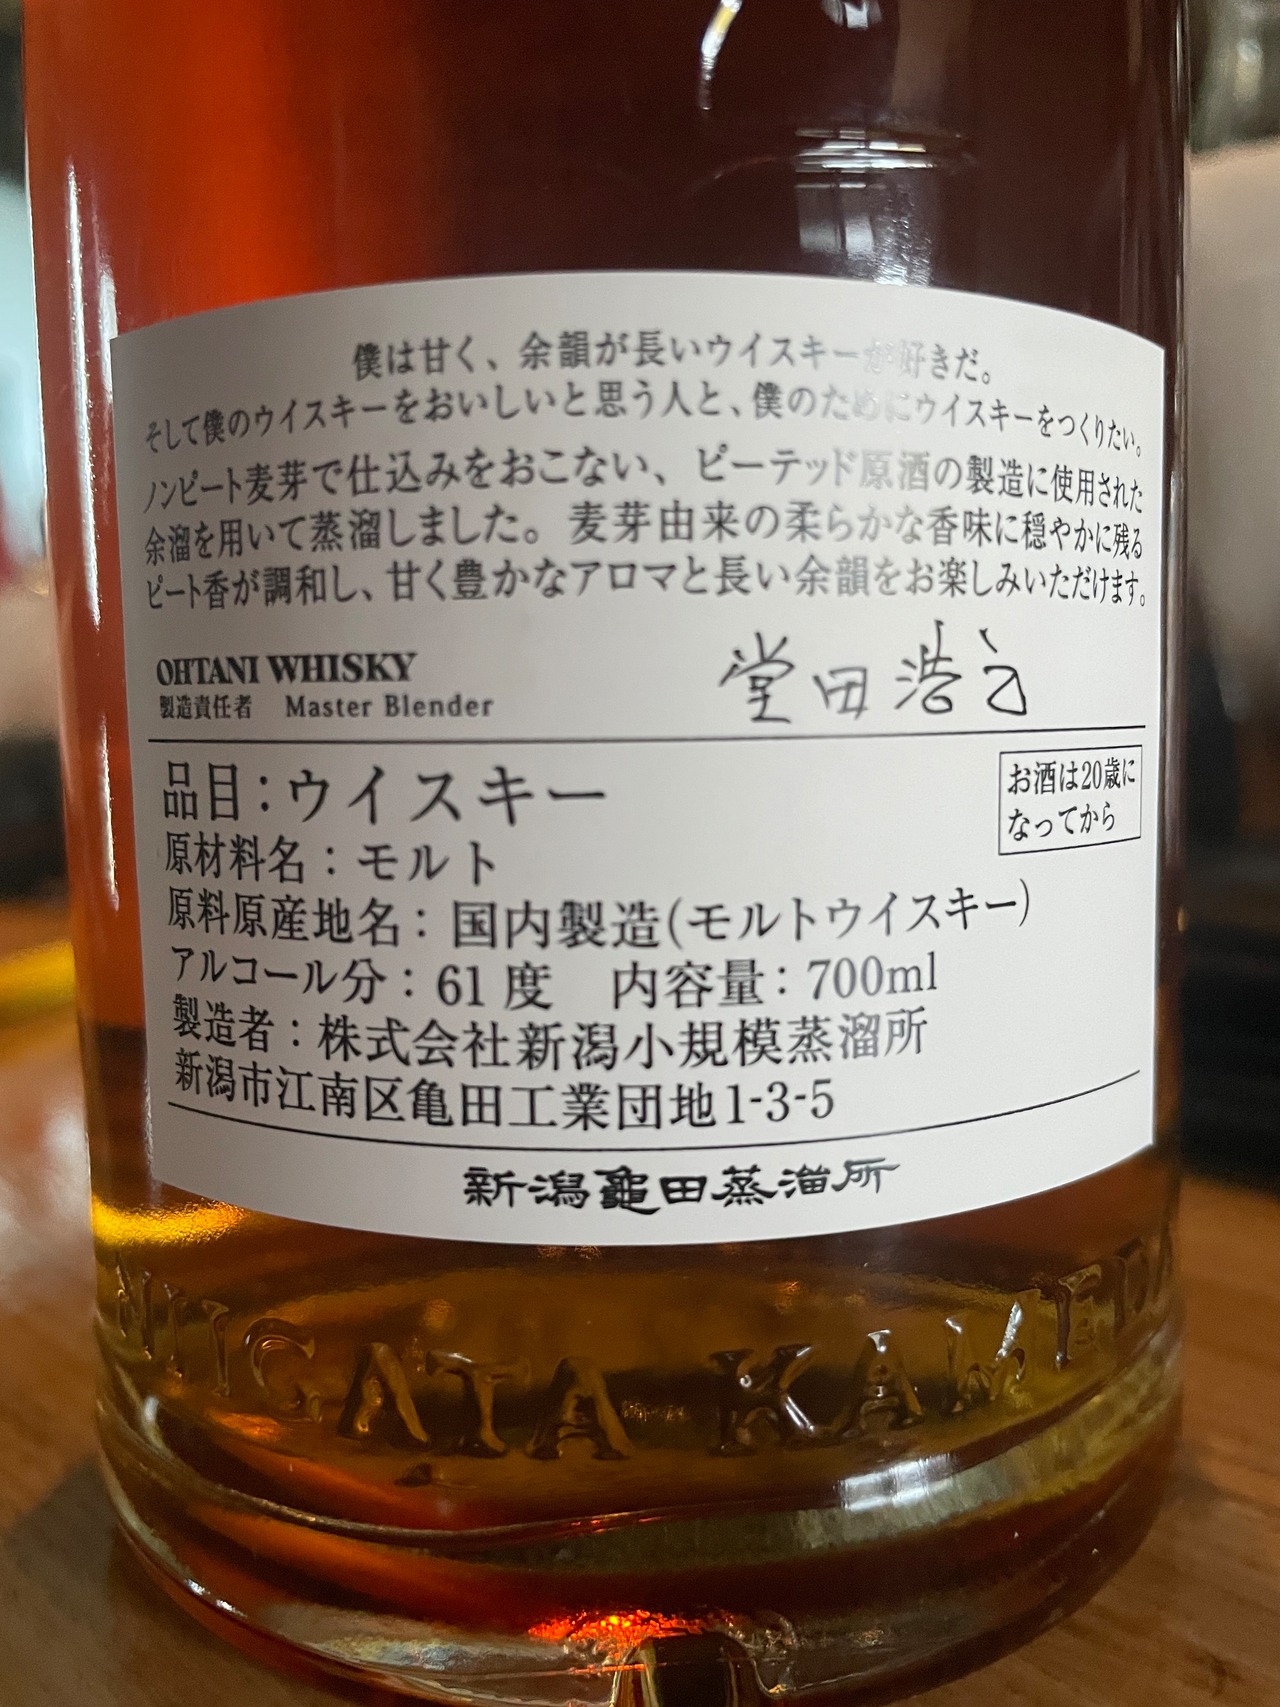 僕は甘く、余韻が長いウイスキーが好きだ。
そして僕のウイスキーをおいしいと思う人と、僕のためにウイスキーをつくりたい。
ノンピート麦芽で仕込みをおこない、ピーテッド原酒の製造に使用された
余溜を用いて蒸溜しました。麦芽由来の柔らかな香味に穏やかに残る
ピート香が調和し、甘く豊かなアロマと長い余韻をお楽しみいただけます。
OHTANI WHISKY
製造責任者 Master Blender
堂田浩之
品目：ウイスキー
お酒は20歳に
なってから
原材料名：モルト
原料原産地名：国内製造(モルトウイスキー)
アルコール分：61度 内容量：700ml
製造者：株式会社新潟小規模蒸溜所
新潟市江南区亀田工業団地1-3-5
新潟龜田蒸溜所
NIIGATA KAMEDA